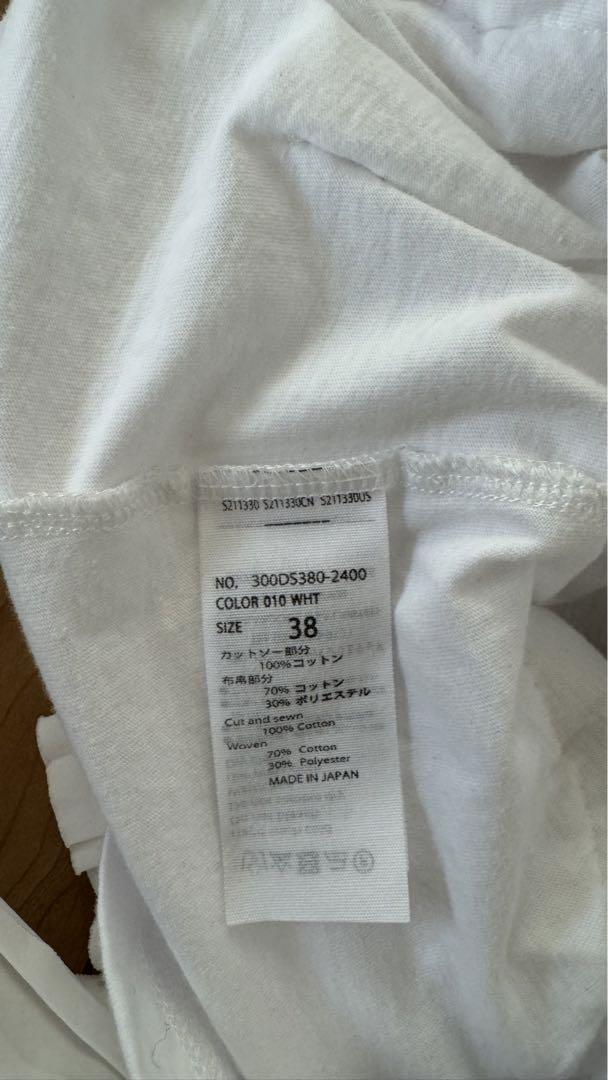 S211330 S211330CN S211330US
NO. 300DS380-2400
COLOR 010 WHT
SIZE 38
カットソー部分
100% コットン
布帛部分
70% コットン
30% ポリエステル
Cut and sewn
100% Cotton
Woven
70% Cotton
30% Polyester
MADE IN JAPAN